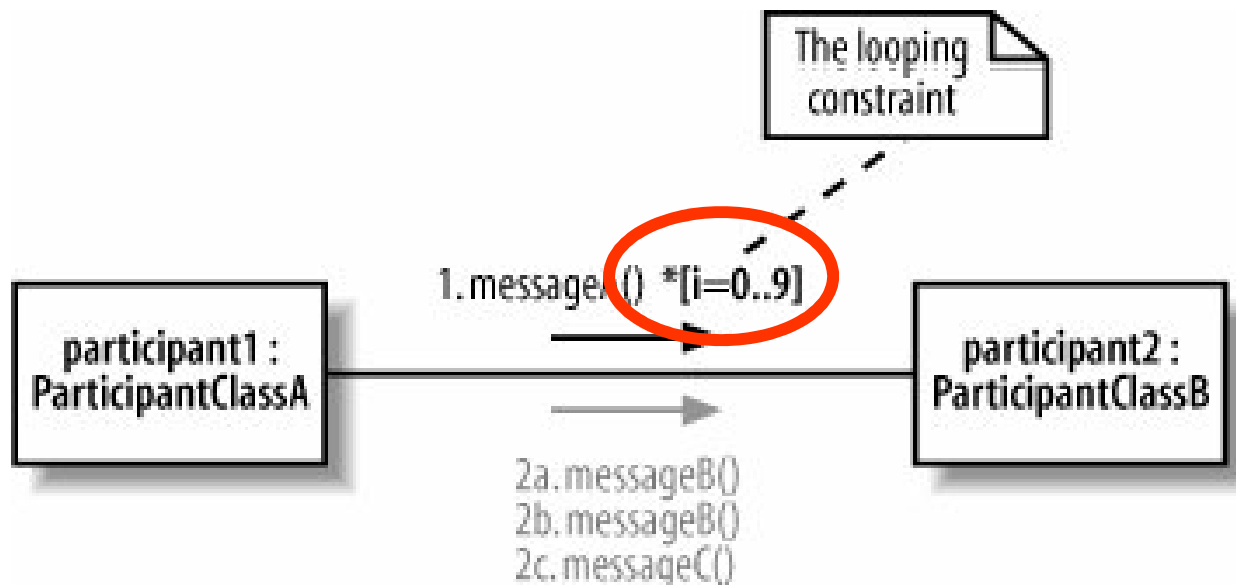 The looping
constraint
1. messageA() *[i=0..9]
participant1 :
ParticipantClassA
participant2 :
ParticipantClassB
2a. messageB()
2b. messageB()
2c. messageC()